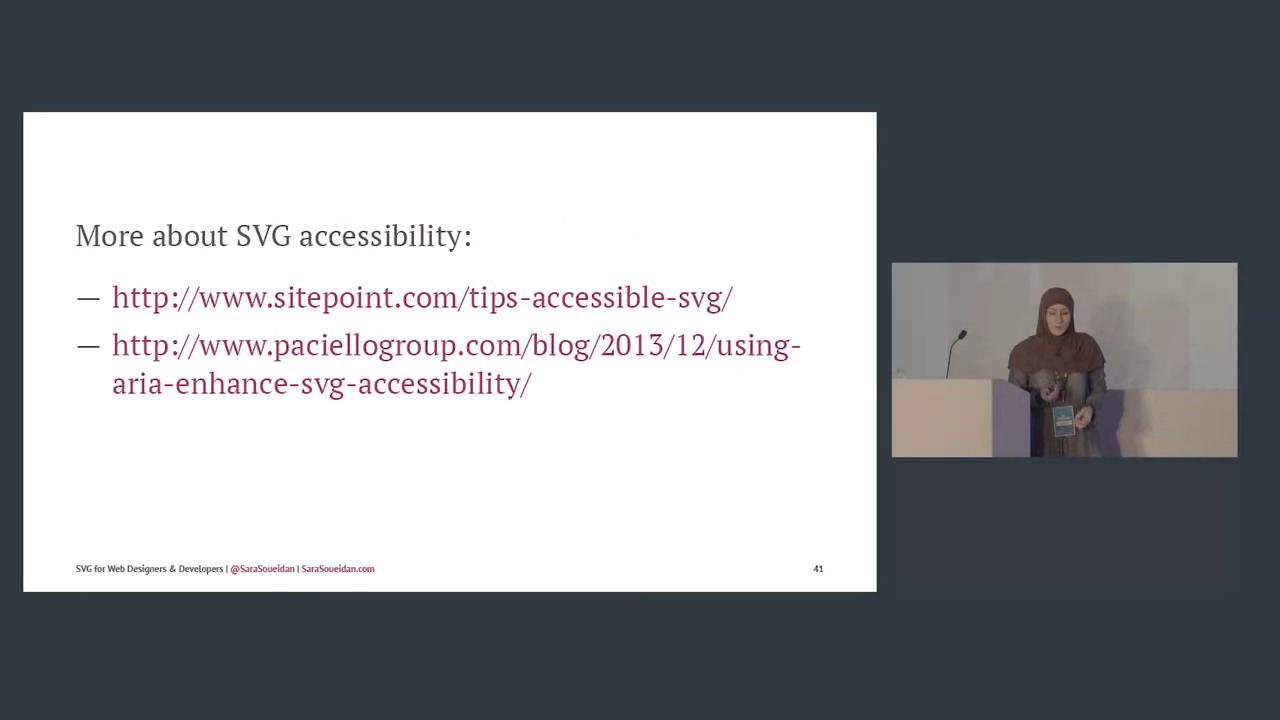 More about SVG accessibility:
— http://www.sitepoint.com/tips-accessible-svg/
— http://www.paciellogroup.com/blog/2013/12/using-
aria-enhance-svg-accessibility/
SVG for Web Designers & Developers | @SaraSoueidan | SaraSoueidan.com
41